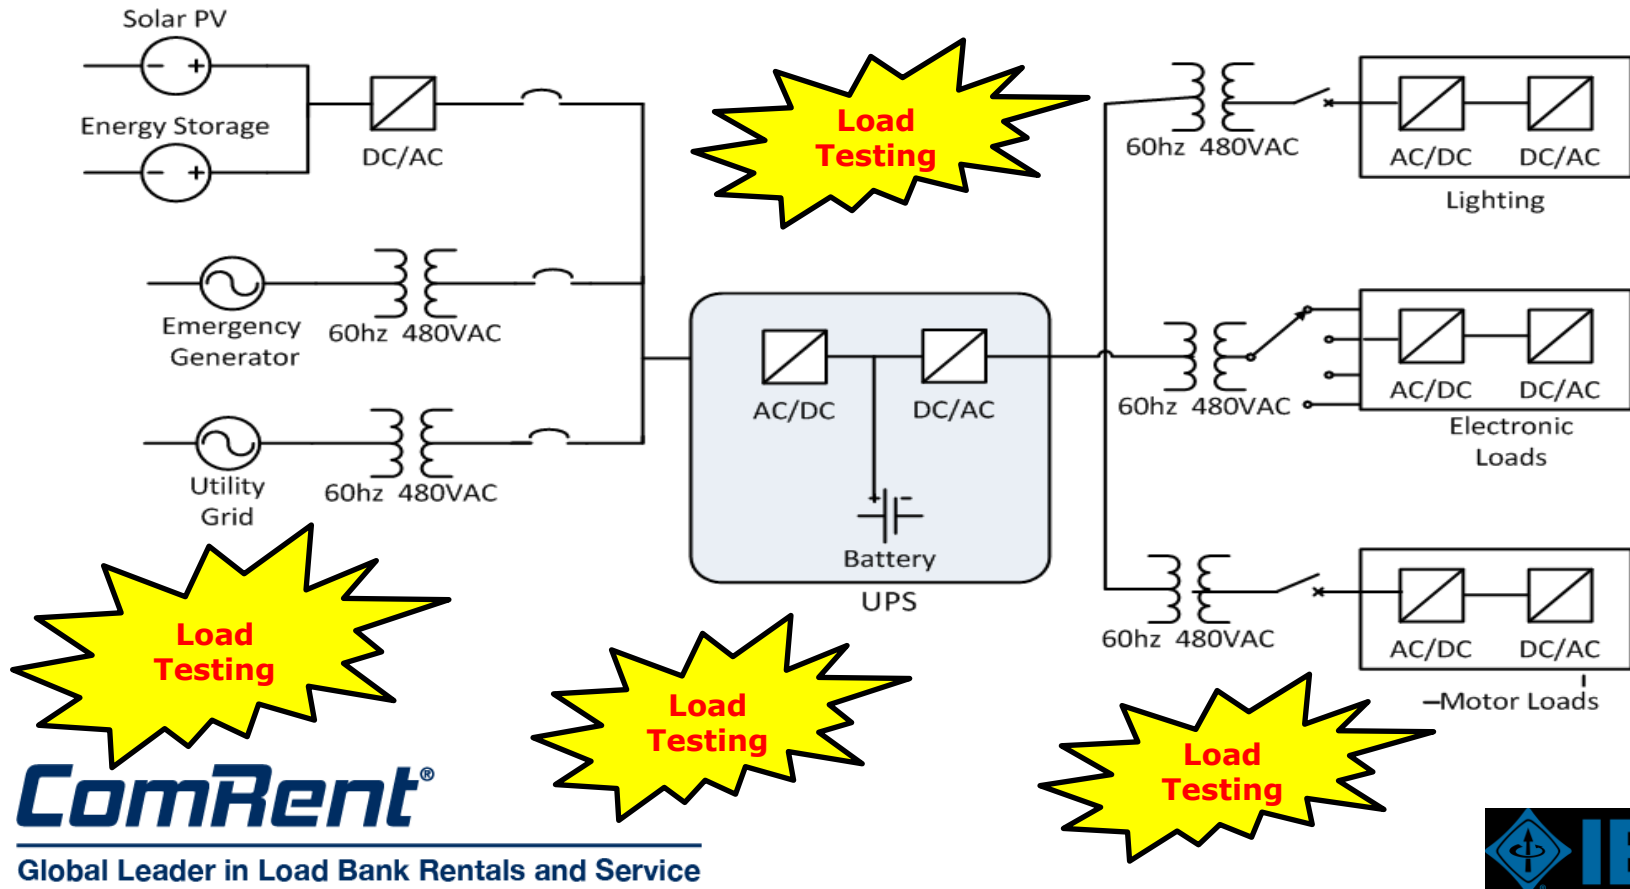 Solar PV
Energy Storage
DC/AC
Emergency
Generator
60hz 480VAC
Utility
Grid
60hz 480VAC
Load
Testing
AC/DC
DC/AC
Battery
UPS
60hz 480VAC
AC/DC
DC/AC
Lighting
60hz 480VAC
AC/DC
DC/AC
Electronic
Loads
60hz 480VAC
AC/DC
DC/AC
–Motor Loads
Load
Testing
Load
Testing
Load
Testing
ComRent®
Global Leader in Load Bank Rentals and Service